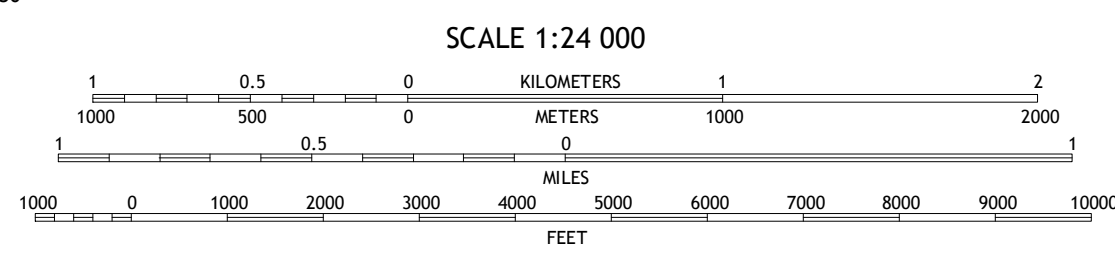 SCALE 1:24 000
1 0.5 0 KILOMETERS 1 2
1000 500 0 METERS 1000 2000
1 0.5 0 1
MILES
1000 0 1000 2000 3000 4000 5000 6000 7000 8000 9000 10000
FEET